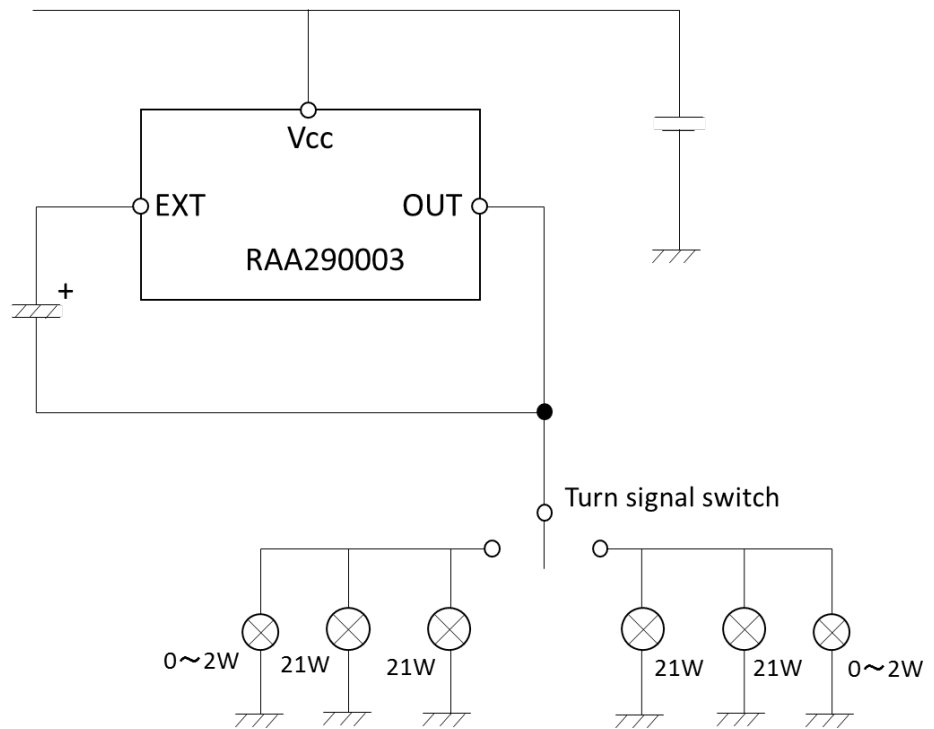 Vcc
EXT
OUT
RAA290003
+
Turn signal switch
0～2W
21W
21W
21W
21W
0～2W